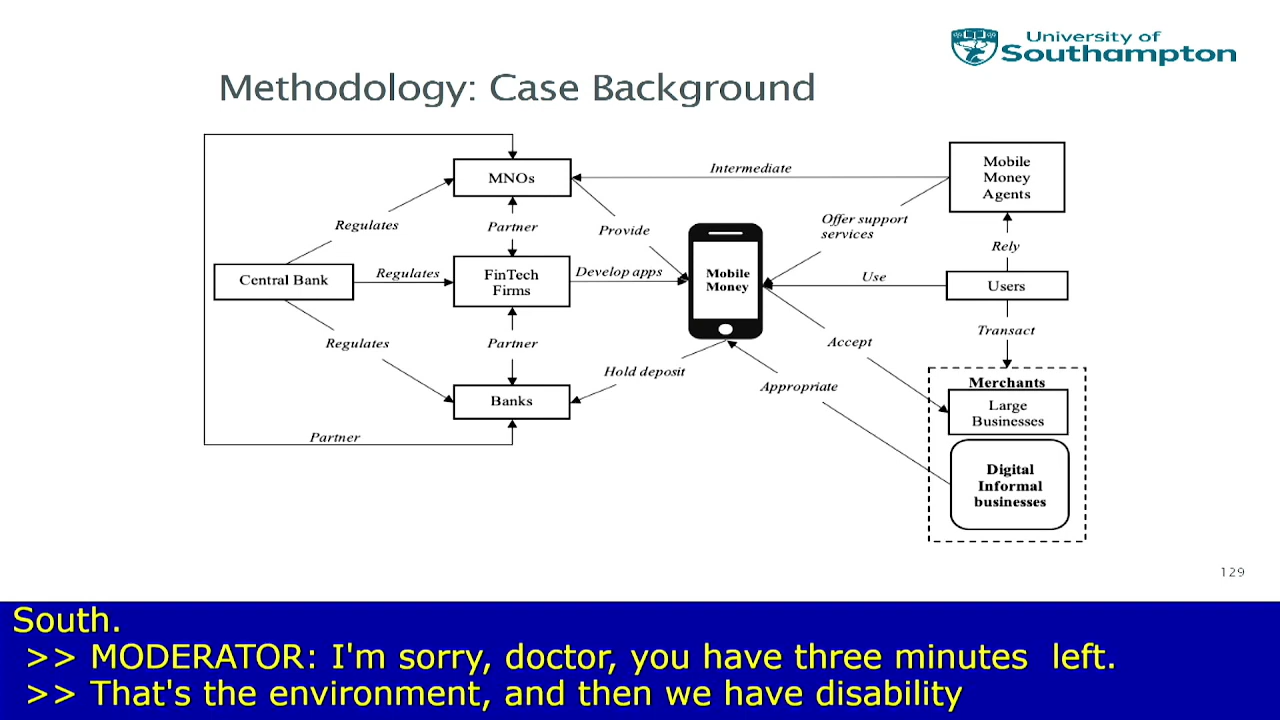 University of
Southampton
Methodology: Case Background
MNOs
Intermediate
Mobile
Money
Agents
Regulates
Partner
Provide
Offer support
services
Rely
Central Bank
Regulates
FinTech
Firms
Develop apps
Mobile
Money
Use
Users
Regulates
Partner
Hold deposit
Accept
Transact
Appropriate
Banks
Partner
Merchants
Large
Businesses
Digital
Informal
businesses
129
South.
>> MODERATOR: I'm sorry, doctor, you have three minutes left.
>> That's the environment, and then we have disability